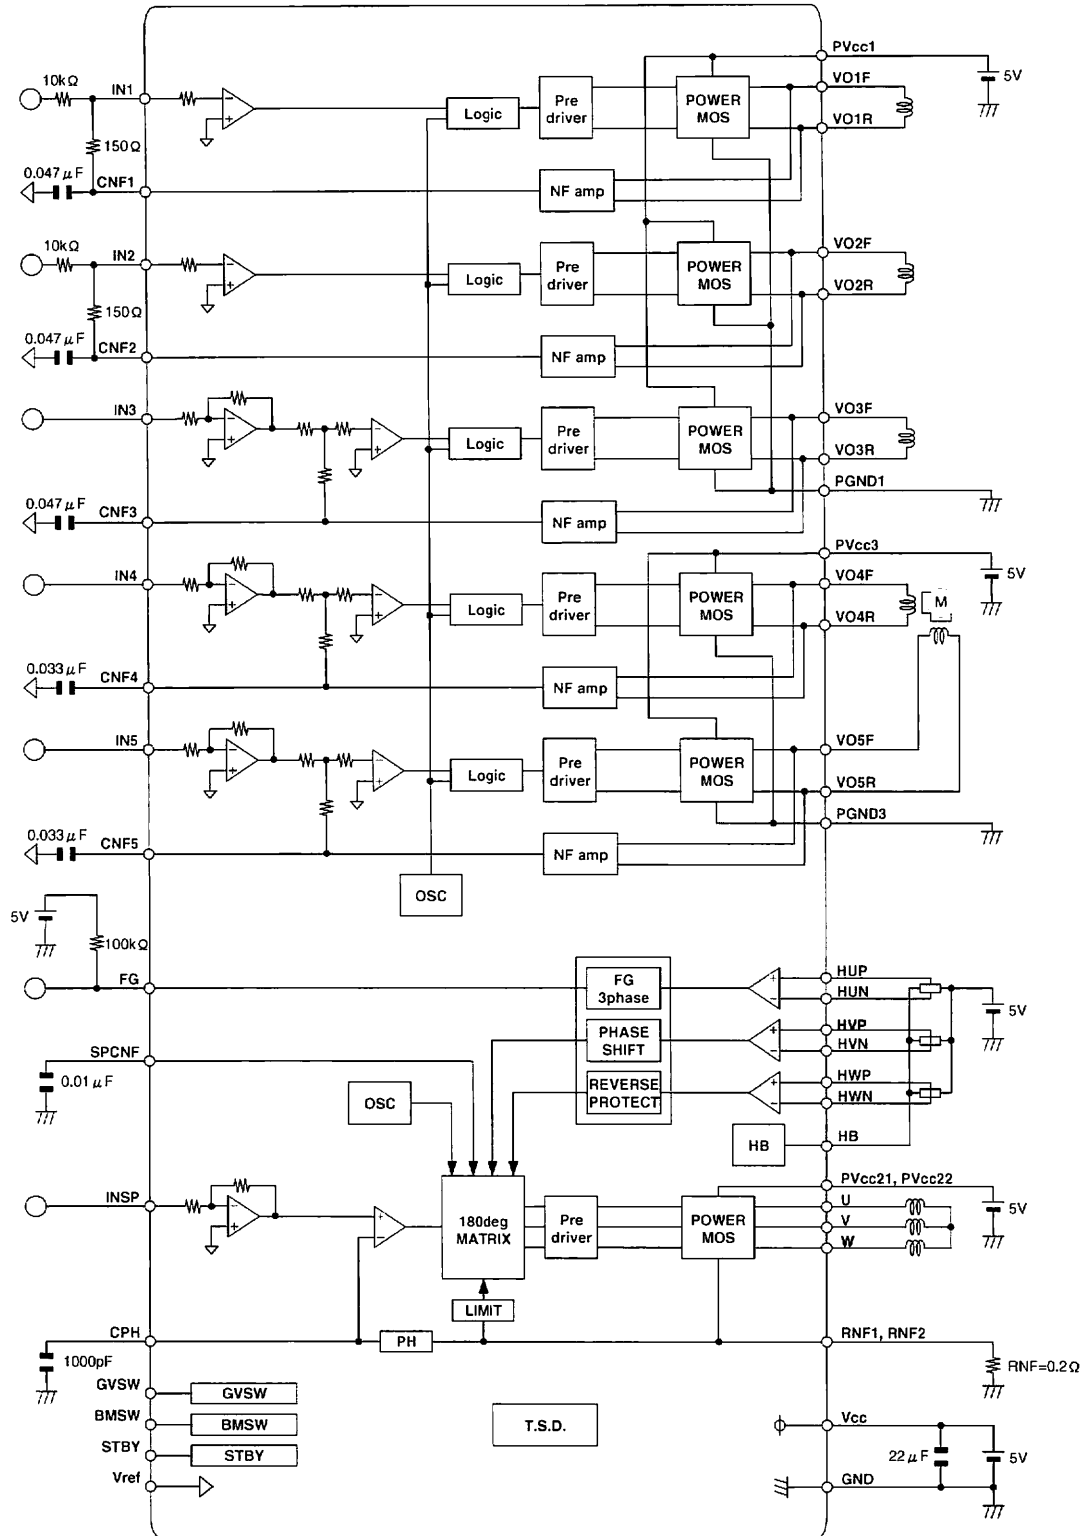 PVcc1
5V
10kΩ
IN1
VO1F
Logic
Pre driver
POWER MOS
VO1R
150Ω
0.047μF
CNF1
NF amp
10kΩ
IN2
VO2F
Logic
Pre driver
POWER MOS
VO2R
150Ω
0.047μF
CNF2
NF amp
IN3
VO3F
Logic
Pre driver
POWER MOS
VO3R
PGND1
0.047μF
CNF3
NF amp
PVcc3
5V
IN4
VO4F
M
Logic
Pre driver
POWER MOS
VO4R
0.033μF
CNF4
NF amp
IN5
VO5F
Logic
Pre driver
POWER MOS
VO5R
PGND3
0.033μF
CNF5
NF amp
OSC
5V
100kΩ
FG
FG 3phase
HUP
HUN
5V
SPCNF
PHASE SHIFT
HVP
HVN
0.01μF
OSC
REVERSE PROTECT
HWP
HWN
HB
HB
PVcc21, PVcc22
INSP
180deg MATRIX
Pre driver
POWER MOS
U
V
W
5V
LIMIT
CPH
PH
RNF1, RNF2
1000pF
RNF=0.2Ω
GVSW
GVSW
BMSW
BMSW
T.S.D.
Vcc
STBY
STBY
22μF
5V
Vref
GND